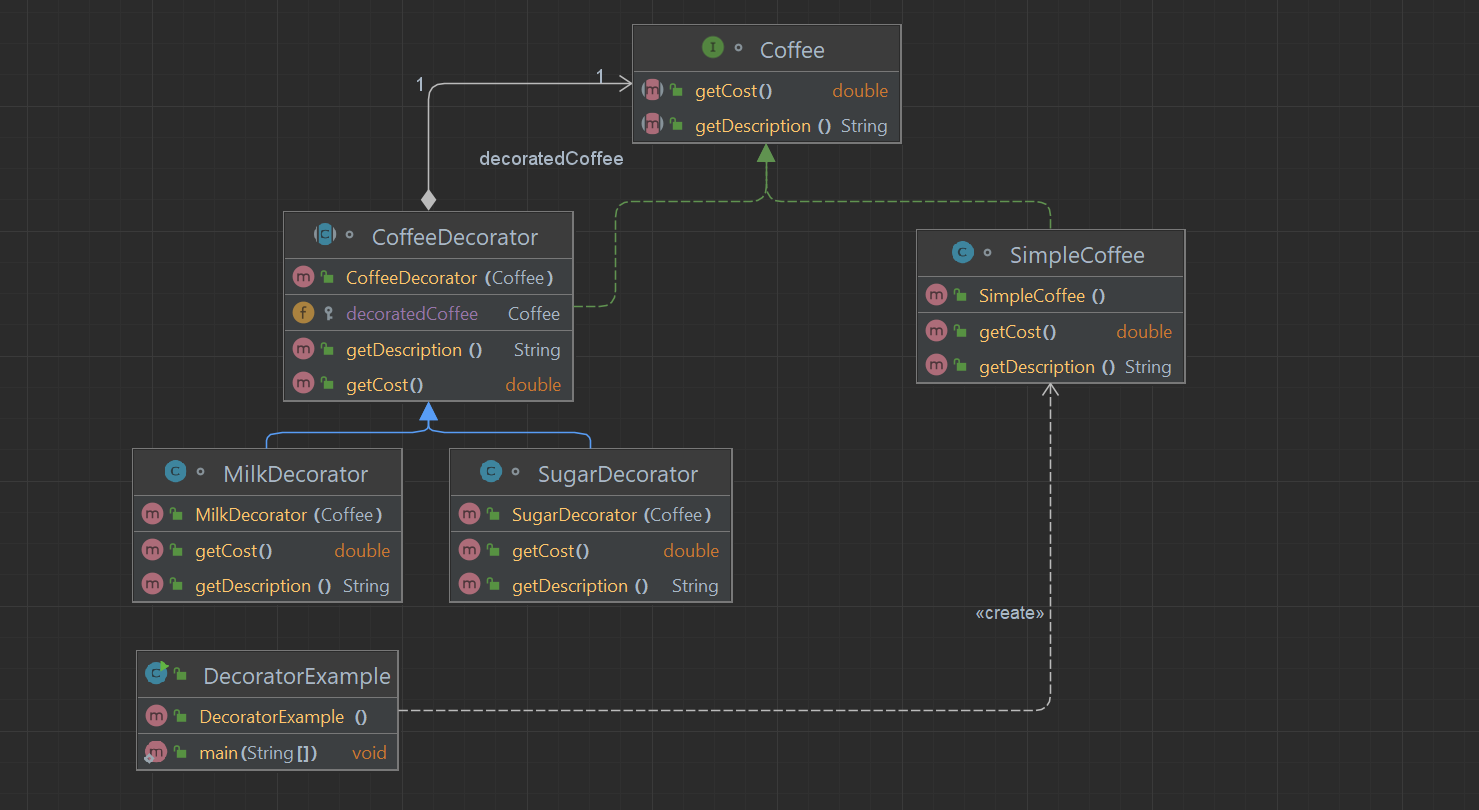 Coffee
getCost() double
getDescription () String
1
1
decoratedCoffee
CoffeeDecorator
CoffeeDecorator (Coffee)
decoratedCoffee Coffee
getDescription () String
getCost() double
SimpleCoffee
SimpleCoffee ()
getCost() double
getDescription () String
MilkDecorator
MilkDecorator (Coffee)
getCost() double
getDescription () String
SugarDecorator
SugarDecorator (Coffee)
getCost() double
getDescription () String
«create»
DecoratorExample
DecoratorExample ()
main(String[]) void